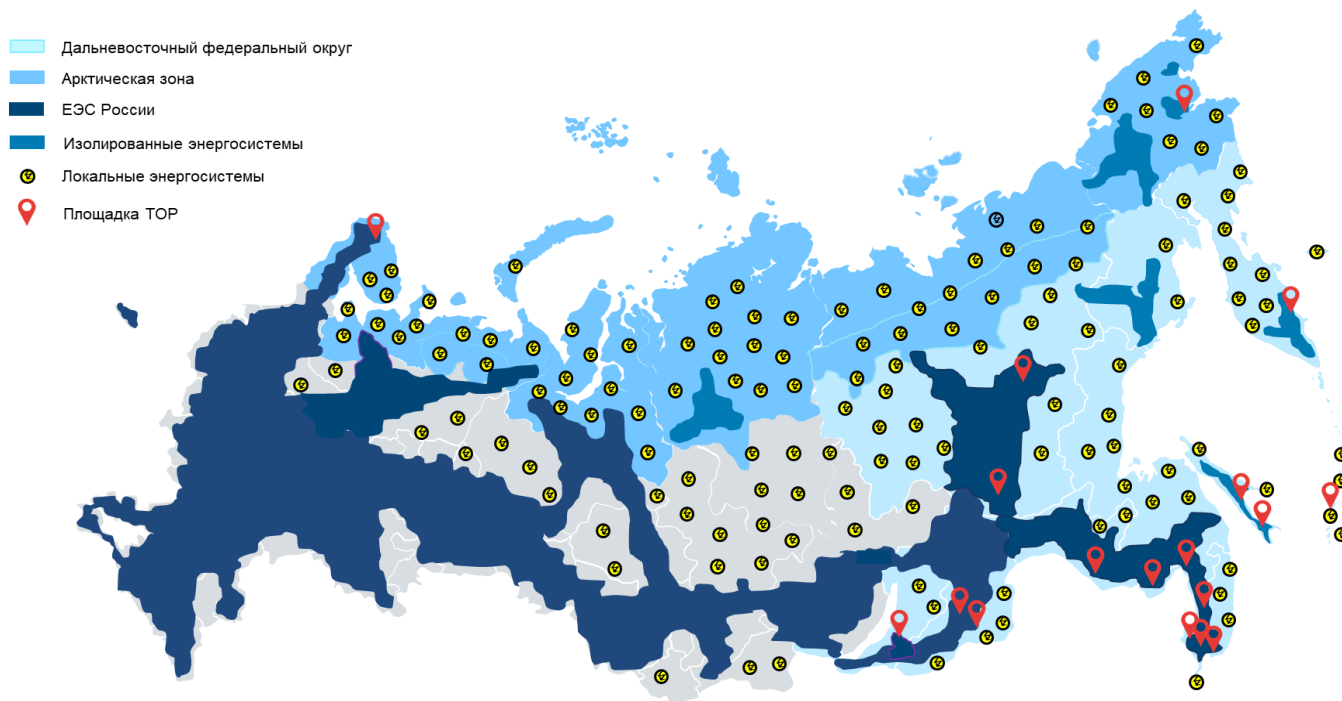 Дальневосточный федеральный округ
Арктическая зона
ЕЭС России
Изолированные энергосистемы
Локальные энергосистемы
Площадка ТОР